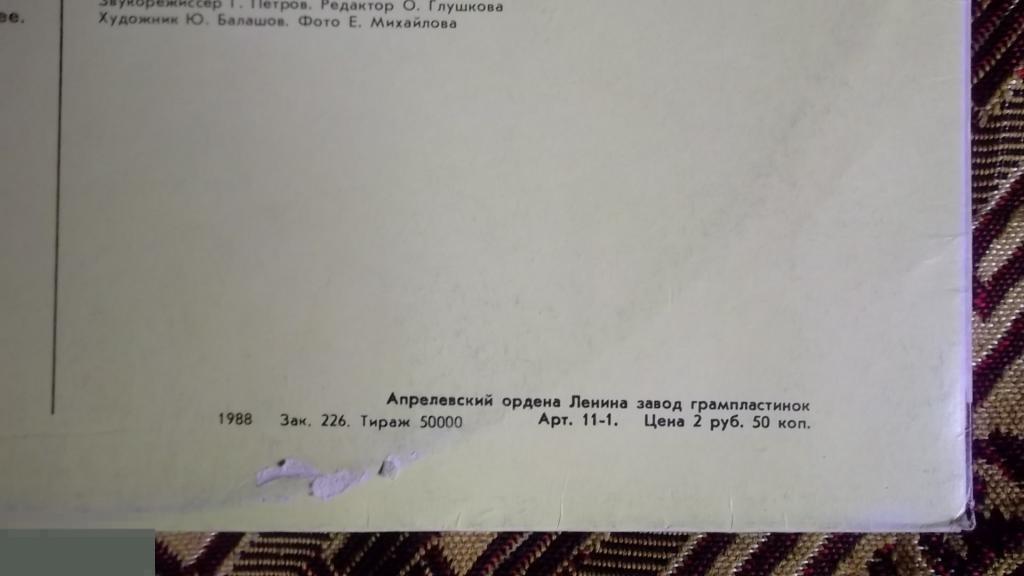 ве.
Звукорежиссер Г. Петров. Редактор О. Глушкова
Художник Ю. Балашов. Фото Е. Михайлова
Апрелевский ордена Ленина завод грампластинок
1988 Зак. 226. Тираж 50000 Арт. 11-1. Цена 2 руб. 50 коп.